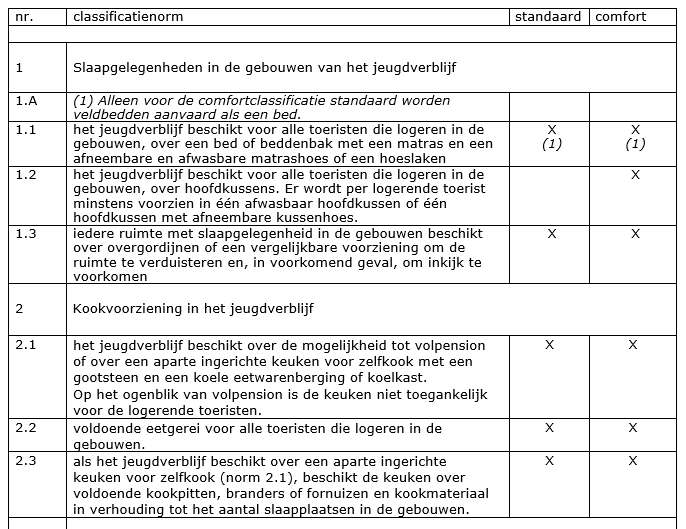 nr. classificatienorm standaard comfort
1 Slaapgelegenheden in de gebouwen van het jeugdverblijf
1.A (1) Alleen voor de comfortclassificatie standaard worden
veldbedden aanvaard als een bed.
1.1 het jeugdverblijf beschikt voor alle toeristen die logeren in de X X
gebouwen, over een bed of beddenbak met een matras en een (1) (1)
afneembare en afwasbare matrashoes of een hoeslaken
1.2 het jeugdverblijf beschikt voor alle toeristen die logeren in de X
gebouwen, over hoofdkussens. Er wordt per logerende toerist
minstens voorzien in één afwasbaar hoofdkussen of één
hoofdkussen met afneembare kussenhoes.
1.3 iedere ruimte met slaapgelegenheid in de gebouwen beschikt X X
over overgordijnen of een vergelijkbare voorziening om de
ruimte te verduisteren en, in voorkomend geval, om inkijk te
voorkomen
2 Kookvoorziening in het jeugdverblijf
2.1 het jeugdverblijf beschikt over de mogelijkheid tot volpension X X
of over een aparte ingerichte keuken voor zelfkook met een
gootsteen en een koele eetwarenberging of koelkast.
Op het ogenblik van volpension is de keuken niet toegankelijk
voor de logerende toeristen.
2.2 voldoende eetgerei voor alle toeristen die logeren in de X X
gebouwen.
2.3 als het jeugdverblijf beschikt over een aparte ingerichte X X
keuken voor zelfkook (norm 2.1), beschikt de keuken over
voldoende kookpitten, branders of fornuizen en kookmateriaal
in verhouding tot het aantal slaapplaatsen in de gebouwen.